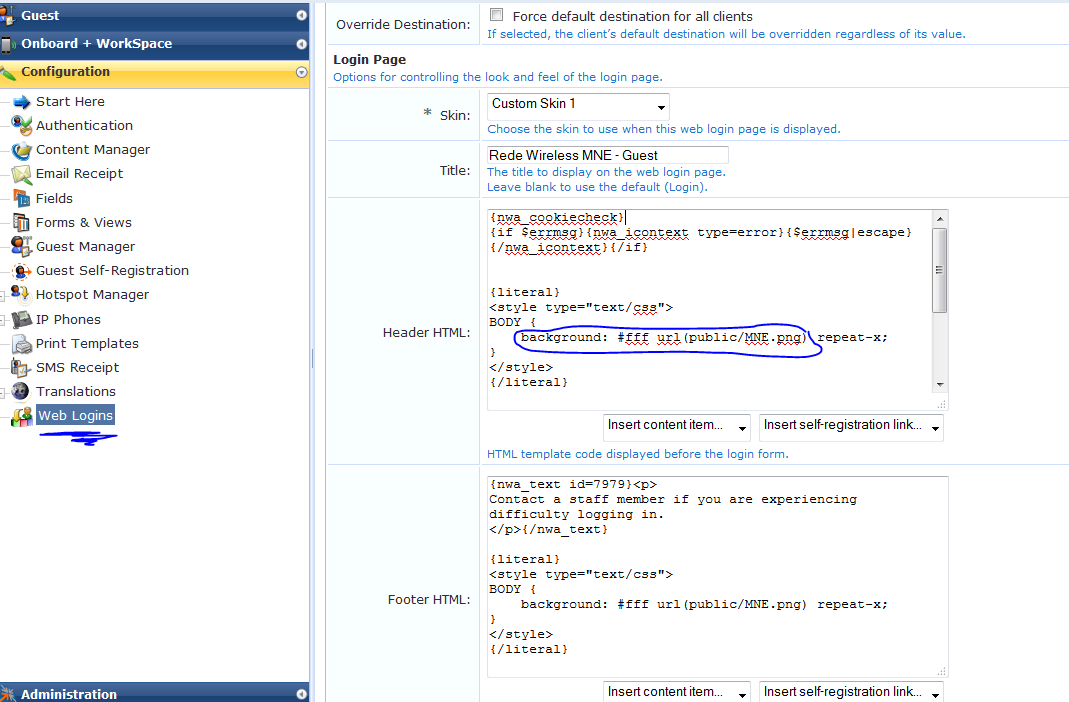 Guest
Onboard + WorkSpace
Configuration
Start Here
Authentication
Content Manager
Email Receipt
Fields
Forms & Views
Guest Manager
Guest Self-Registration
Hotspot Manager
IP Phones
Print Templates
SMS Receipt
Translations
Web Logins
Administration
Override Destination:
Force default destination for all clients
If selected, the client's default destination will be overridden regardless of its value.
Login Page
Options for controlling the look and feel of the login page.
* Skin:
Custom Skin 1
Choose the skin to use when this web login page is displayed.
Title:
Rede Wireless MNE - Guest
The title to display on the web login page.
Leave blank to use the default (Login).
Header HTML:
{nwa_cookiecheck}
{if $errmsg}{nwa_icontext type=error}{$errmsg|escape}
{/nwa_icontext}{/if}
{literal}
<style type="text/css">
BODY {
background: #fff url(public/MNE.png) repeat-x;
}
</style>
{/literal}
Insert content item... Insert self-registration link...
HTML template code displayed before the login form.
Footer HTML:
{nwa_text id=7979}<p>
Contact a staff member if you are experiencing
difficulty logging in.
</p>{/nwa_text}
{literal}
<style type="text/css">
BODY {
background: #fff url(public/MNE.png) repeat-x;
}
</style>
{/literal}
Insert content item... Insert self-registration link...